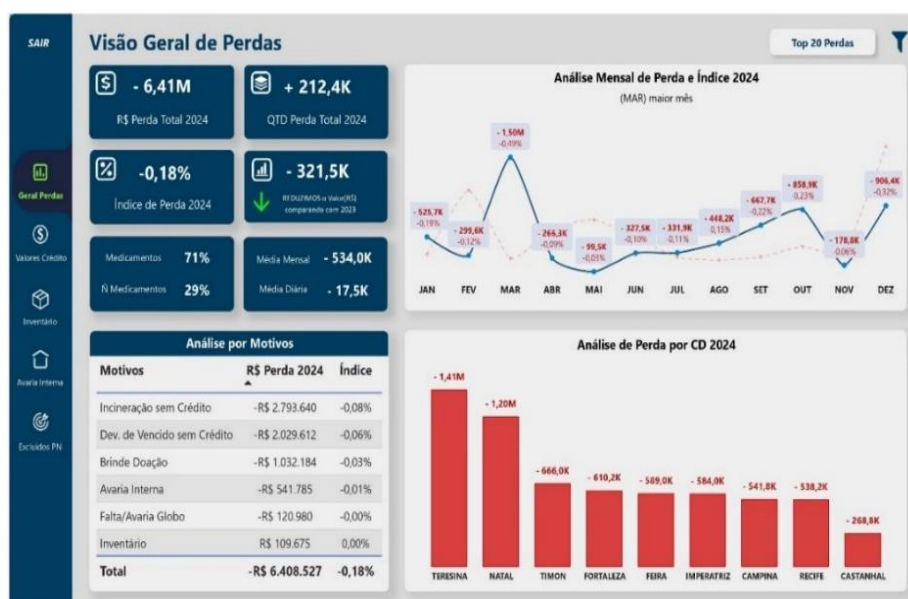 SAIR
Geral Perdas
Valores Crédito
Inventário
Avaria Interna
Excluídos PN
Visão Geral de Perdas
Top 20 Perdas
- 6,41M
R$ Perda Total 2024
+ 212,4K
QTD Perda Total 2024
-0,18%
Índice de Perda 2024
- 321,5K
REDUZIMOS o Valor(R$)
comparando com 2023
Medicamentos 71%
Ñ Medicamentos 29%
Média Mensal - 534,0K
Média Diária - 17,5K
Análise Mensal de Perda e Índice 2024
(MAR) maior mês
- 525,7K
-0,19%
- 299,6K
-0,12%
- 1,50M
-0,49%
- 266,3K
-0,09%
- 99,5K
-0,03%
- 327,5K
-0,10%
- 331,9K
-0,11%
- 448,2K
0,15%
- 667,7K
-0,22%
- 858,9K
0,23%
- 178,8K
-0,06%
- 906,4K
-0,32%
JAN FEV MAR ABR MAI JUN JUL AGO SET OUT NOV DEZ
Análise por Motivos
Motivos R$ Perda 2024 Índice
Incineração sem Crédito -R$ 2.793.640 -0,08%
Dev. de Vencido sem Crédito -R$ 2.029.612 -0,06%
Brinde Doação -R$ 1.032.184 -0,03%
Avaria Interna -R$ 541.785 -0,01%
Falta/Avaria Globo -R$ 120.980 -0,00%
Inventário R$ 109.675 0,00%
Total -R$ 6.408.527 -0,18%
Análise de Perda por CD 2024
- 1,41M
- 1,20M
- 666,0K
- 610,2K
- 589,0K
- 584,0K
- 541,8K
- 538,2K
- 268,8K
TERESINA NATAL TIMON FORTALEZA FEIRA IMPERATRIZ CAMPINA RECIFE CASTANHAL